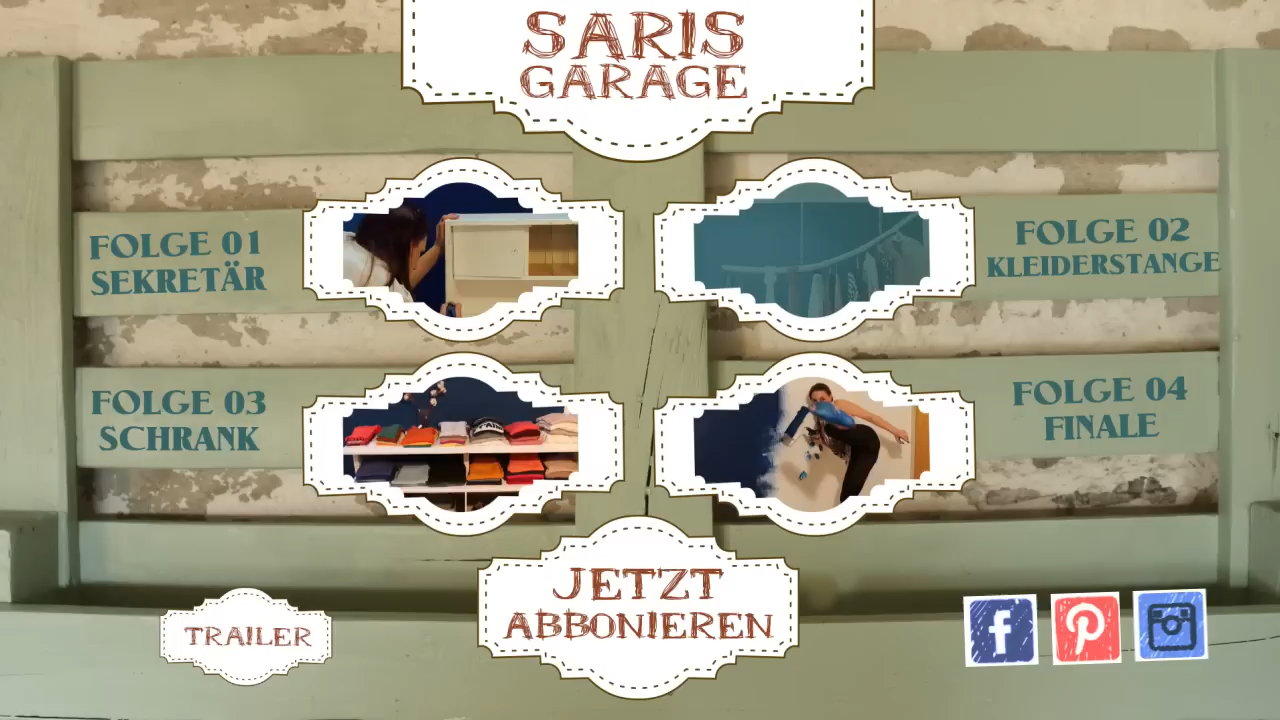 SARIS
GARAGE
FOLGE 01
SEKRETÄR
FOLGE 02
KLEIDERSTANGE
FOLGE 03
SCHRANK
FOLGE 04
FINALE
JETZT
ABBONIEREN
TRAILER